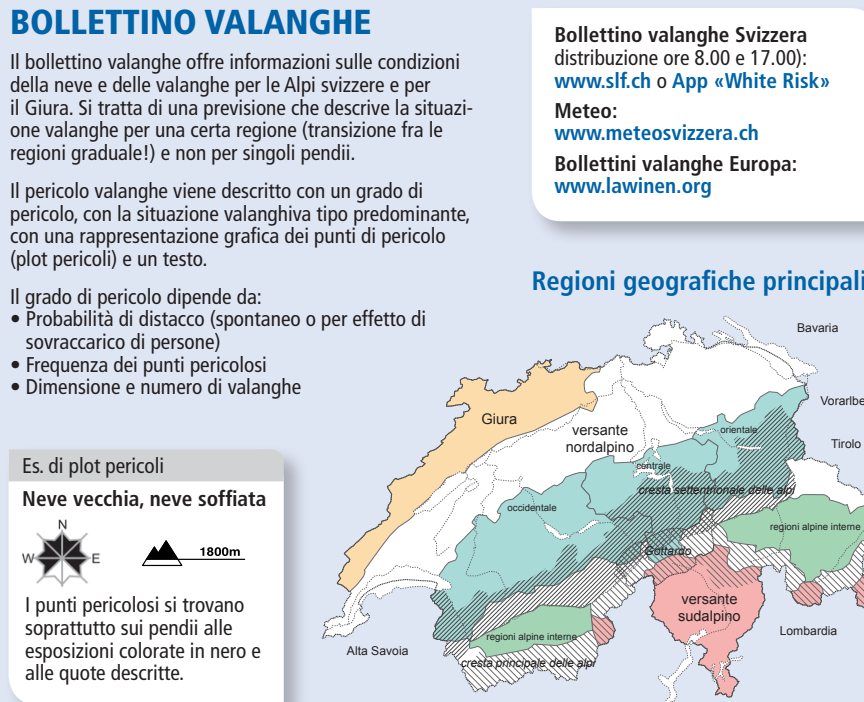 BOLLETTINO VALANGHE
Il bollettino valanghe offre informazioni sulle condizioni
della neve e delle valanghe per le Alpi svizzere e per
il Giura. Si tratta di una previsione che descrive la situazi-
one valanghe per una certa regione (transizione fra le
regioni graduale!) e non per singoli pendii.
Il pericolo valanghe viene descritto con un grado di
pericolo, con la situazione valanghiva tipo predominante,
con una rappresentazione grafica dei punti di pericolo
(plot pericoli) e un testo.
Il grado di pericolo dipende da:
• Probabilità di distacco (spontaneo o per effetto di
sovraccarico di persone)
• Frequenza dei punti pericolosi
• Dimensione e numero di valanghe
Es. di plot pericoli
Neve vecchia, neve soffiata
N
W
E
S
1800m
I punti pericolosi si trovano
soprattutto sui pendii alle
esposizioni colorate in nero e
alle quote descritte.
Bollettino valanghe Svizzera
distribuzione ore 8.00 e 17.00):
www.slf.ch o App «White Risk»
Meteo:
www.meteosvizzera.ch
Bollettini valanghe Europa:
www.lawinen.org
Regioni geografiche principali
Bavaria
Vorarlbe
Tirolo
Giura
versante
nordalpino
orientale
centrale
cresta settentrionale delle alpi
occidentale
regioni alpine interne
Gottardo
versante
sudalpino
Lombardia
regioni alpine interne
Alta Savoia
cresta principale delle alpi